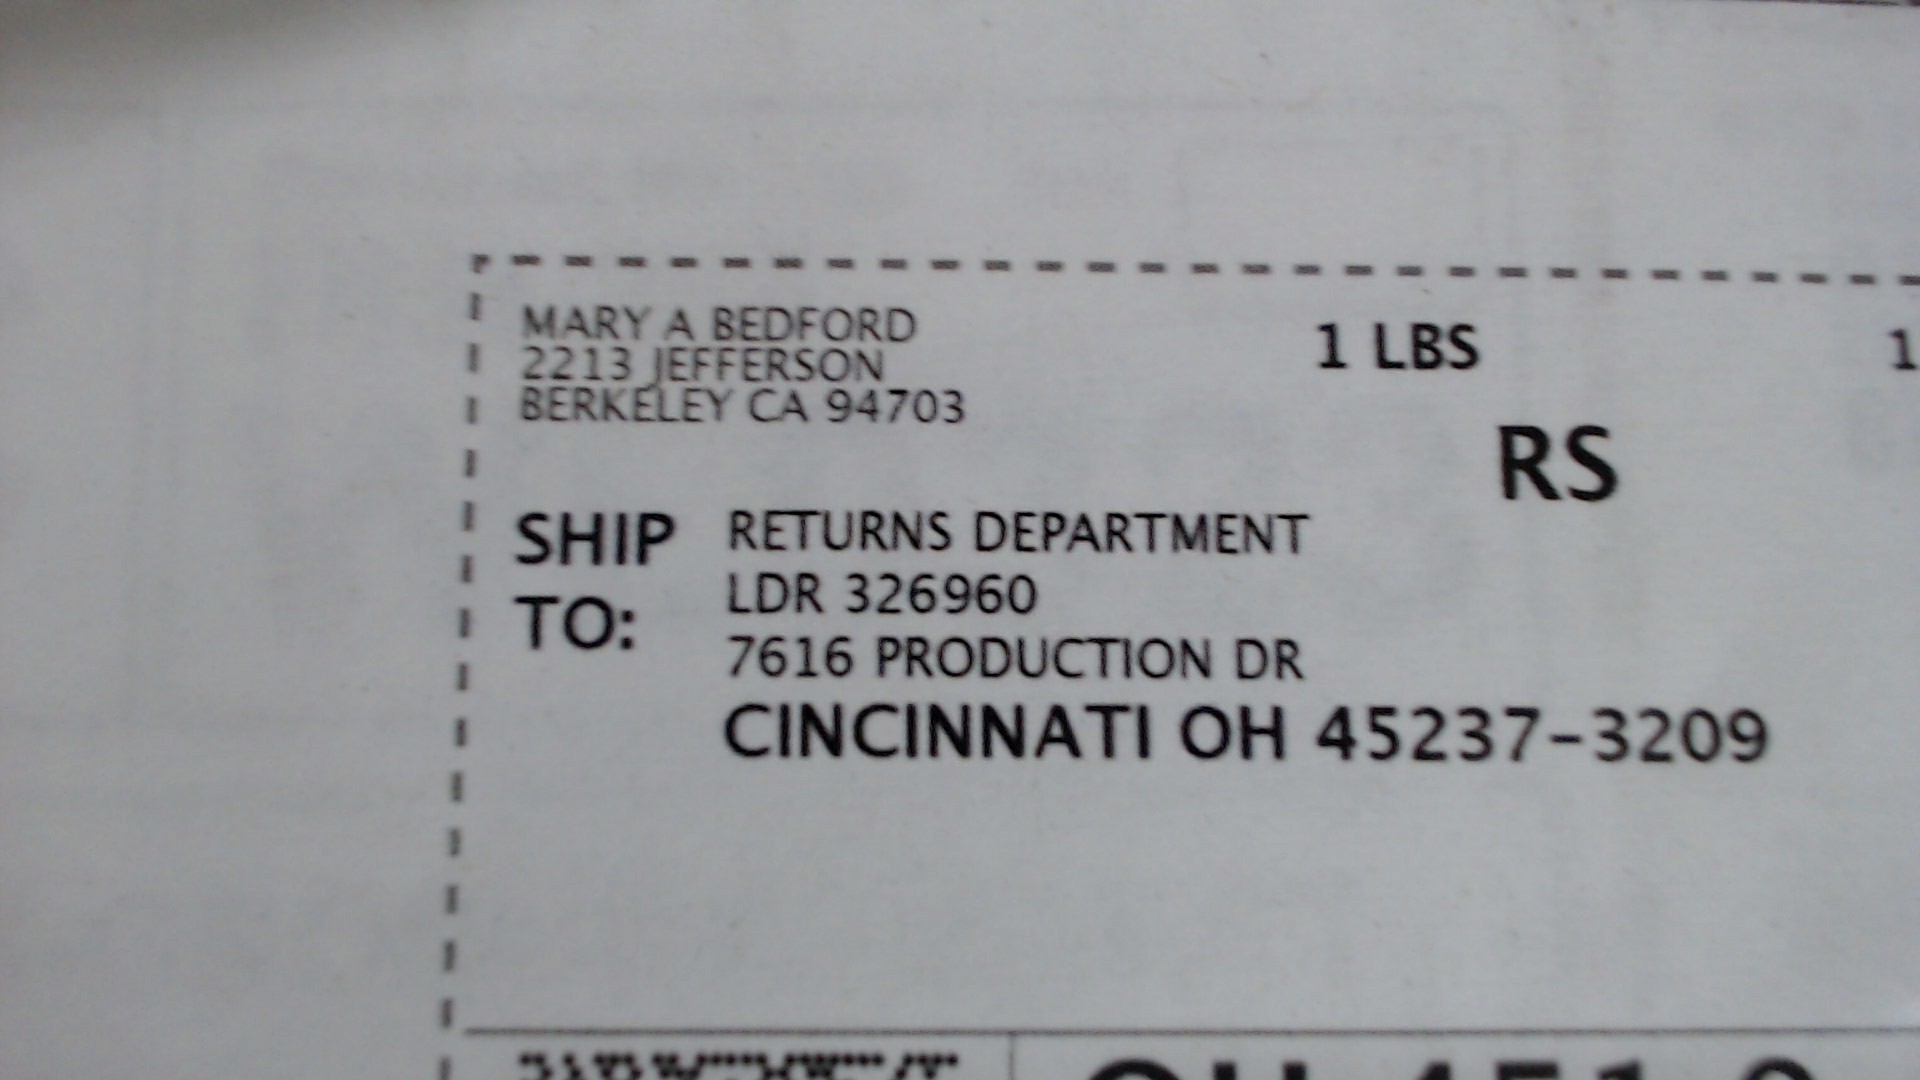 MARY A BEDFORD
2213 JEFFERSON
BERKELEY CA 94703
1 LBS
1
RS
SHIP TO:
RETURNS DEPARTMENT
LDR 326960
7616 PRODUCTION DR
CINCINNATI OH 45237-3209